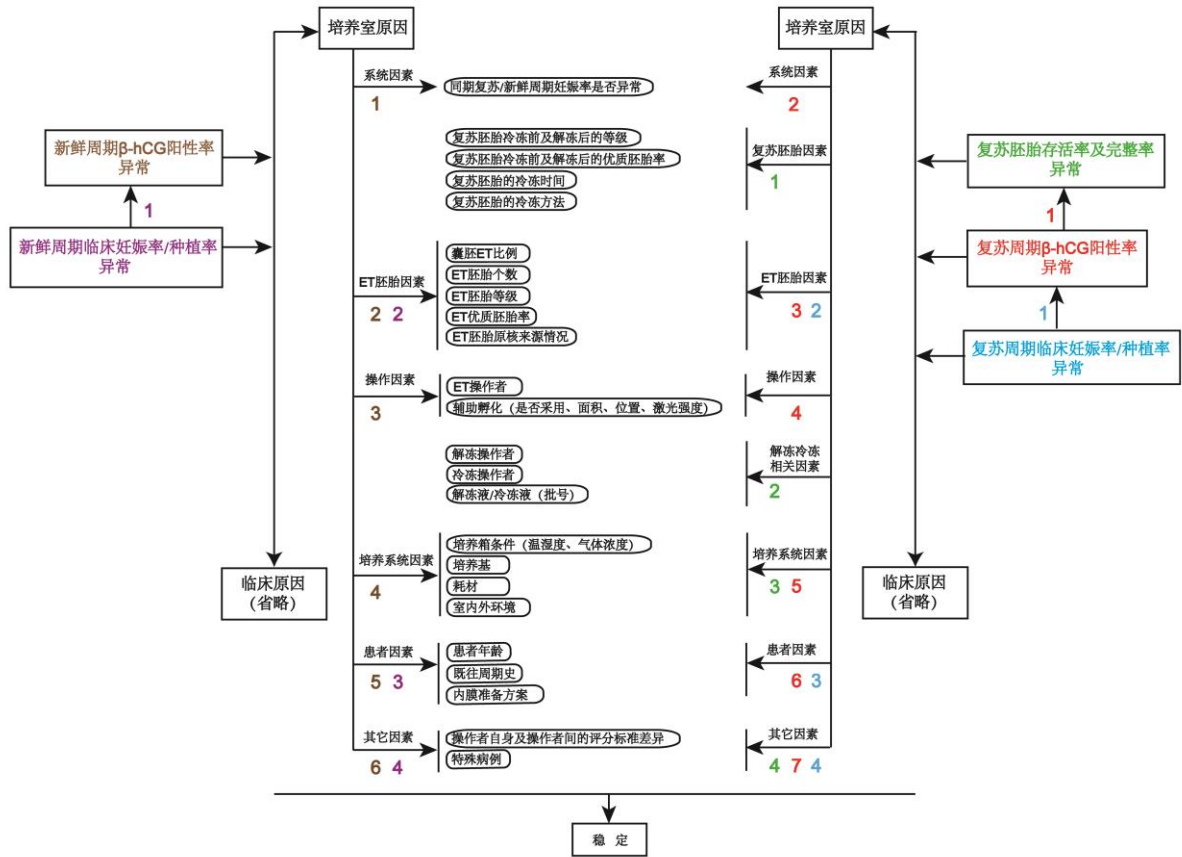 培养室原因
培养室原因
系统因素
1
同期复苏/新鲜周期妊娠率是否异常
系统因素
2
新鲜周期β-hCG阳性率
异常
1
新鲜周期临床妊娠率/种植率
异常
复苏胚胎冷冻前及解冻后的等级
复苏胚胎冷冻前及解冻后的优质胚胎率
复苏胚胎的冷冻时间
复苏胚胎的冷冻方法
复苏胚胎因素
1
复苏胚胎存活率及完整率
异常
1
复苏周期β-hCG阳性率
异常
1
复苏周期临床妊娠率/种植率
异常
ET胚胎因素
2 2
囊胚ET比例
ET胚胎个数
ET胚胎等级
ET优质胚胎率
ET胚胎原核来源情况
ET胚胎因素
3 2
操作因素
3
ET操作者
辅助孵化（是否采用、面积、位置、激光强度）
操作因素
4
解冻操作者
冷冻操作者
解冻液/冷冻液（批号）
解冻冷冻
相关因素
2
培养系统因素
4
培养箱条件（温湿度、气体浓度）
培养基
耗材
室内外环境
培养系统因素
3 5
临床原因
（省略）
临床原因
（省略）
患者因素
5 3
患者年龄
既往周期史
内膜准备方案
患者因素
6 3
其它因素
6 4
操作者自身及操作者间的评分标准差异
特殊病例
其它因素
4 7 4
稳 定